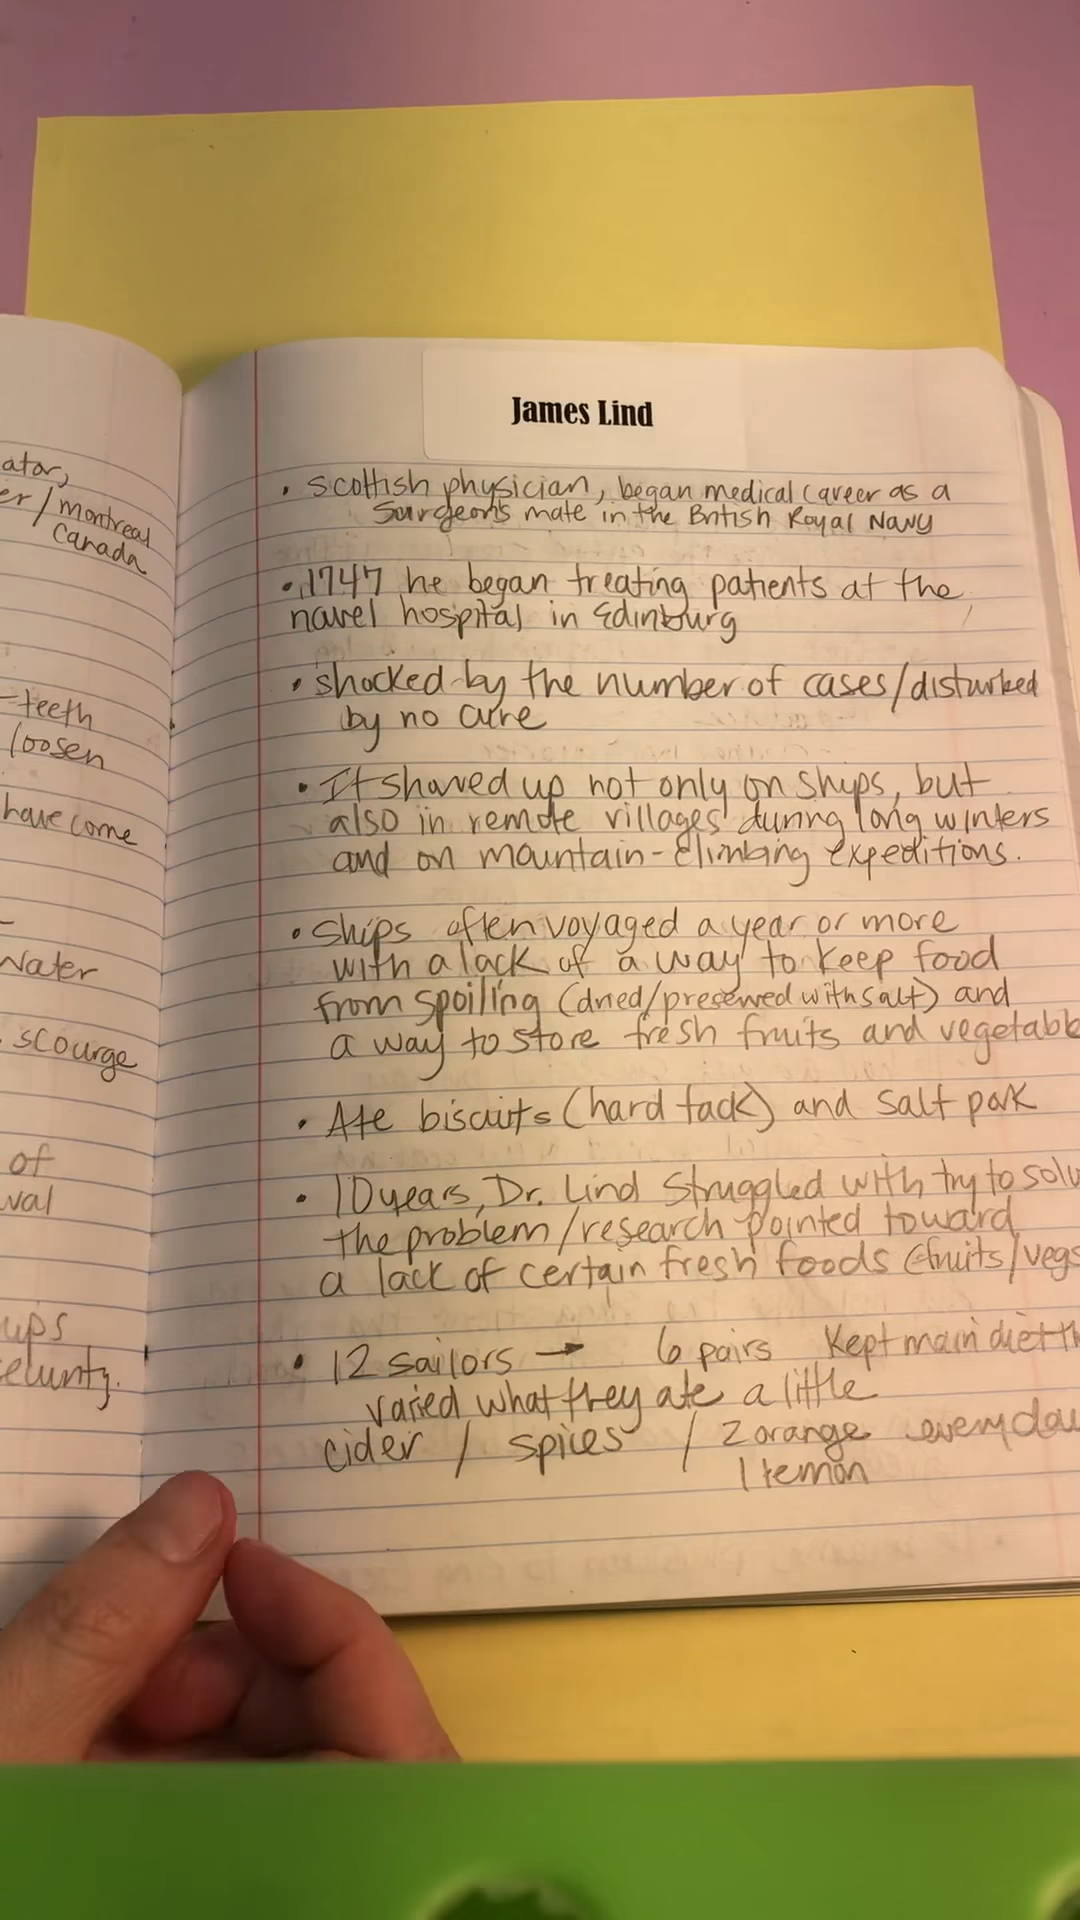 ator,
er/montreal
Canada
-teeth
loosen
have come
water
scourge
of
val
ups
James Lind
• Scottish physician, began medical career as a
surgeon's mate in the British Royal Navy
• 1747 he began treating patients at the
navel hospital in Edinburg
• shocked by the number of cases/disturbed
by no cure
• It showed up not only on ships, but
also in remote villages during long winters
and on mountain-climbing expeditions.
• Ships often voyaged a year or more
with a lack of a way to keep food
from spoiling (dried/preserved with salt) and
a way to store fresh fruits and vegetabl
• Ate biscuits (hard tack) and salt pork
• 10 years, Dr. Lind struggled with try to solv
the problem/research pointed toward
a lack of certain fresh foods (fruits/vegs
• 12 sailors → 6 pairs Kept main diet th
varied what they ate a little
cider / spices / 2 orange everyda
1 lemon